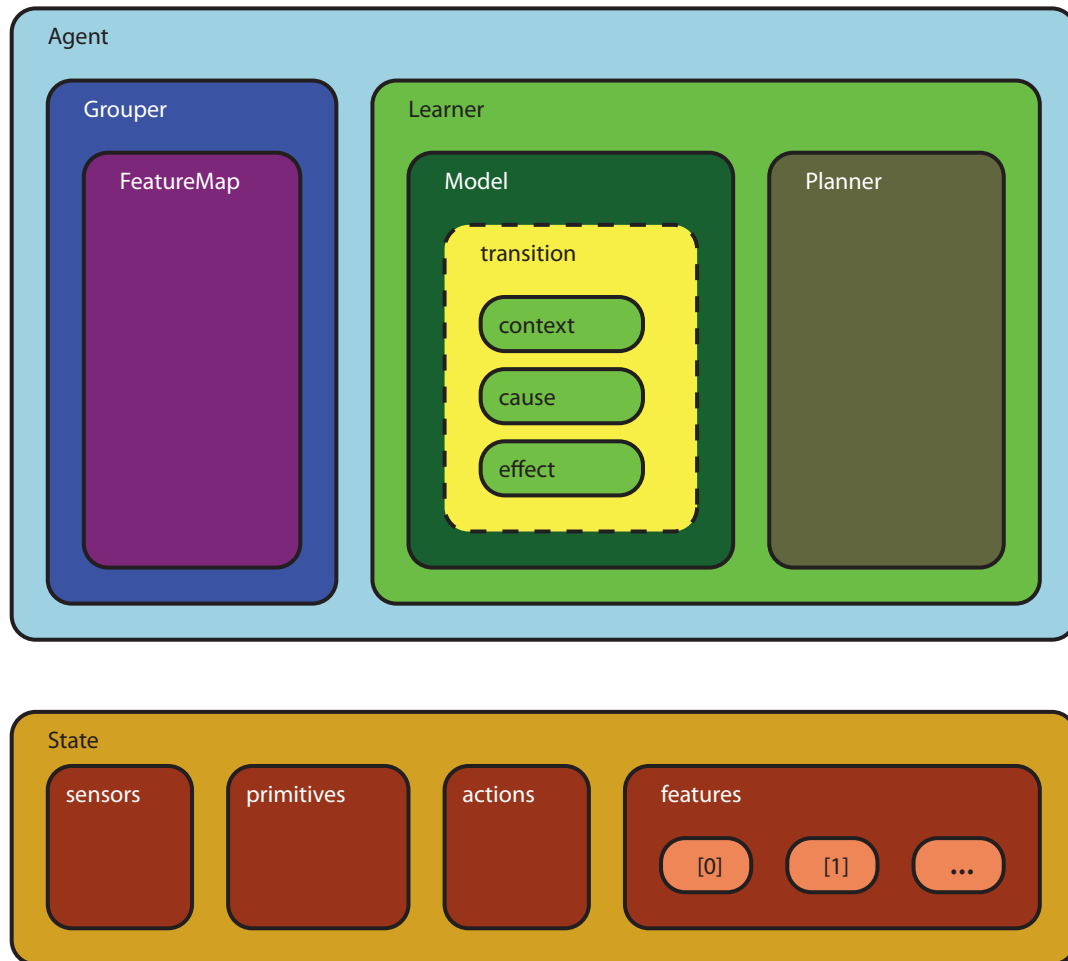 Agent
Grouper
Learner
FeatureMap
Model
Planner
transition
context
cause
effect
State
sensors
primitives
actions
features
[0]
[1]
...